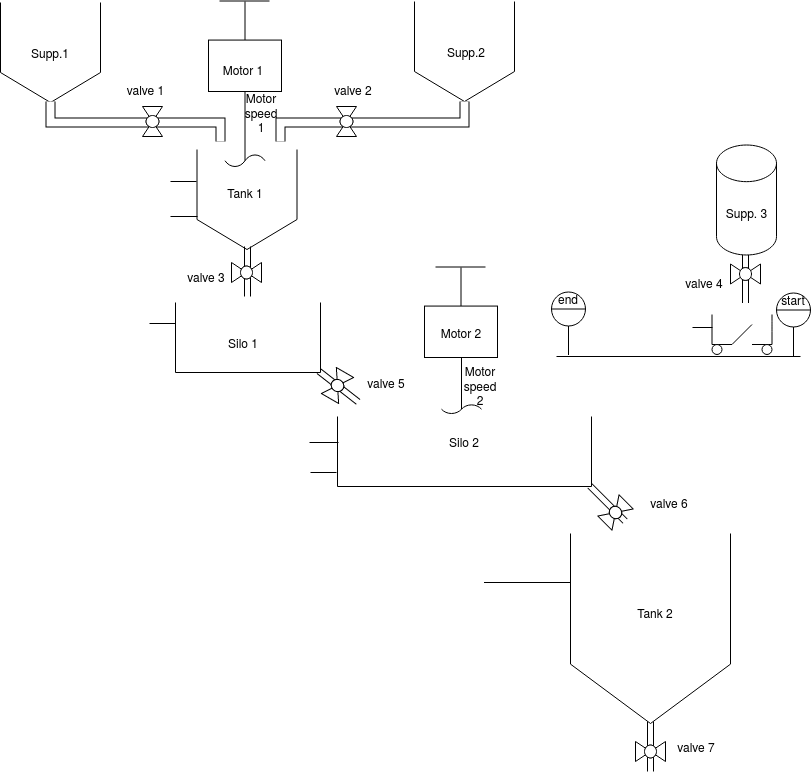 Supp.1
Supp.2
Motor 1
valve 1
valve 2
Motor
speed
1
Tank 1
Supp. 3
valve 3
valve 4
end
start
Motor 2
Silo 1
valve 5
Motor
speed
2
Silo 2
valve 6
Tank 2
valve 7